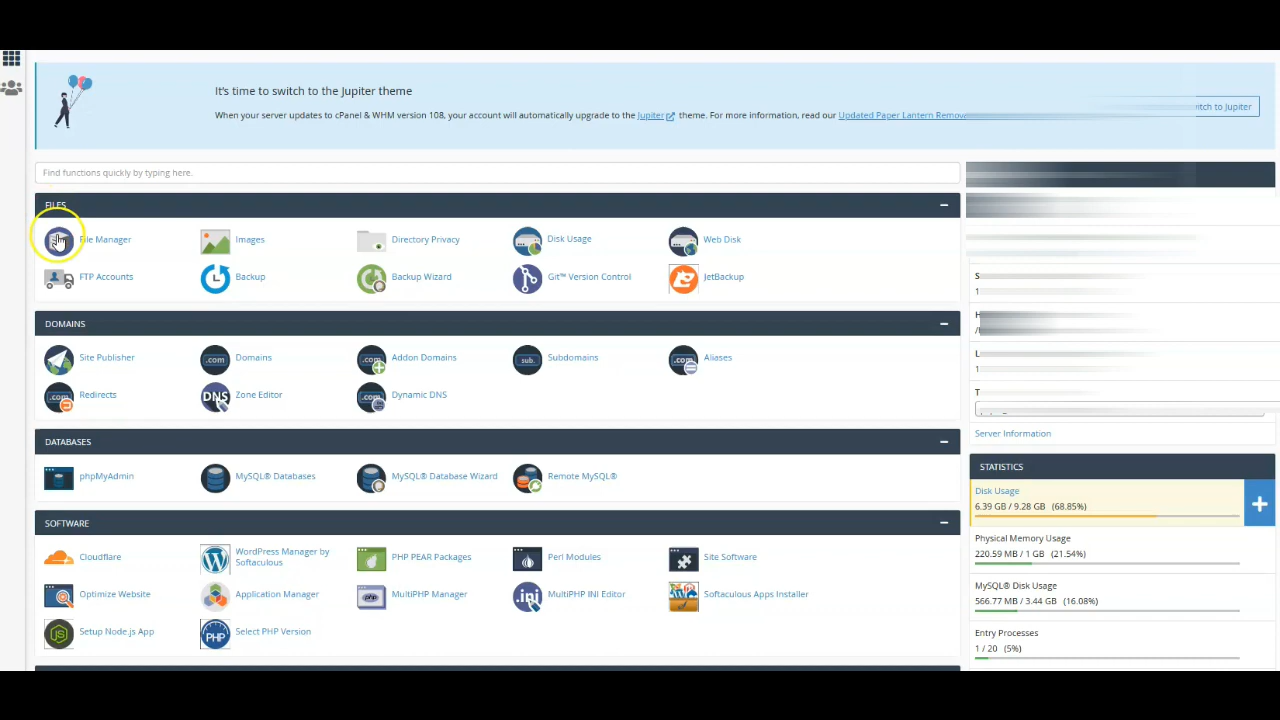 It's time to switch to the Jupiter theme
When your server updates to cPanel & WHM version 108, your account will automatically upgrade to the Jupiter theme. For more information, read our Updated Paper Lantern Remov
to Jupiter
Find functions quickly by typing here.
FILES
File Manager
Images
Directory Privacy
Disk Usage
Web Disk
FTP Accounts
Backup
Backup Wizard
Git™ Version Control
JetBackup
DOMAINS
Site Publisher
Domains
Addon Domains
Subdomains
Aliases
Redirects
Zone Editor
Dynamic DNS
DATABASES
phpMyAdmin
MySQL® Databases
MySQL® Database Wizard
Remote MySQL®
SOFTWARE
Cloudflare
WordPress Manager by
Softaculous
PHP PEAR Packages
Perl Modules
Site Software
Optimize Website
Application Manager
MultiPHP Manager
MultiPHP INI Editor
Softaculous Apps Installer
Setup Node.js App
Select PHP Version
S
1
H
L
1
T
Server Information
STATISTICS
Disk Usage
6.39 GB / 9.28 GB (68.85%)
Physical Memory Usage
220.59 MB / 1 GB (21.54%)
MySQL® Disk Usage
566.77 MB / 3.44 GB (16.08%)
Entry Processes
1 / 20 (5%)